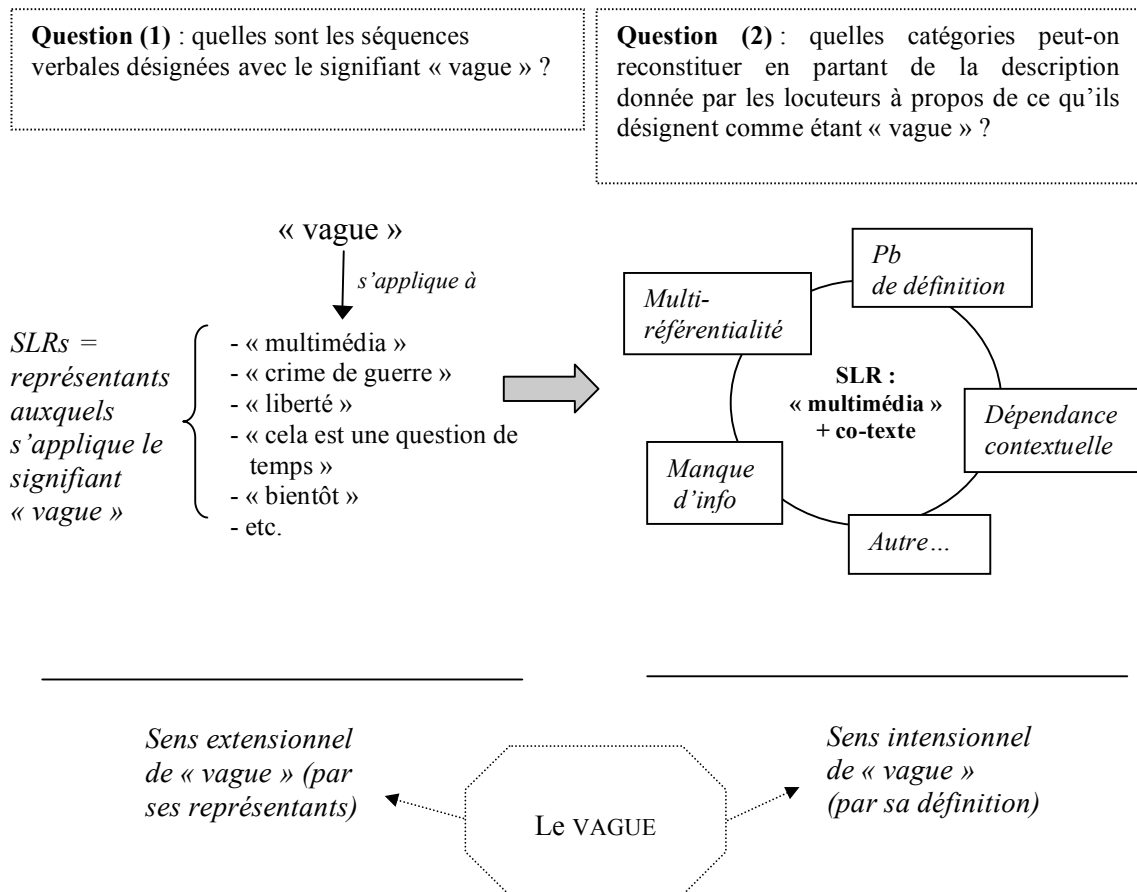 Question (1) : quelles sont les séquences
verbales désignées avec le signifiant « vague » ?
Question (2) : quelles catégories peut-on
reconstituer en partant de la description
donnée par les locuteurs à propos de ce qu’ils
désignent comme étant « vague » ?
« vague »
s’applique à
SLRs =
représentants
auxquels
s’applique le
signifiant
« vague »
- « multimédia »
- « crime de guerre »
- « liberté »
- « cela est une question de
temps »
- « bientôt »
- etc.
Pb
de définition
Multi-
référentialité
SLR :
« multimédia »
+ co-texte
Dépendance
contextuelle
Manque
d’info
Autre…
Sens extensionnel
de « vague » (par
ses représentants)
Sens intensionnel
de « vague »
(par sa définition)
Le VAGUE